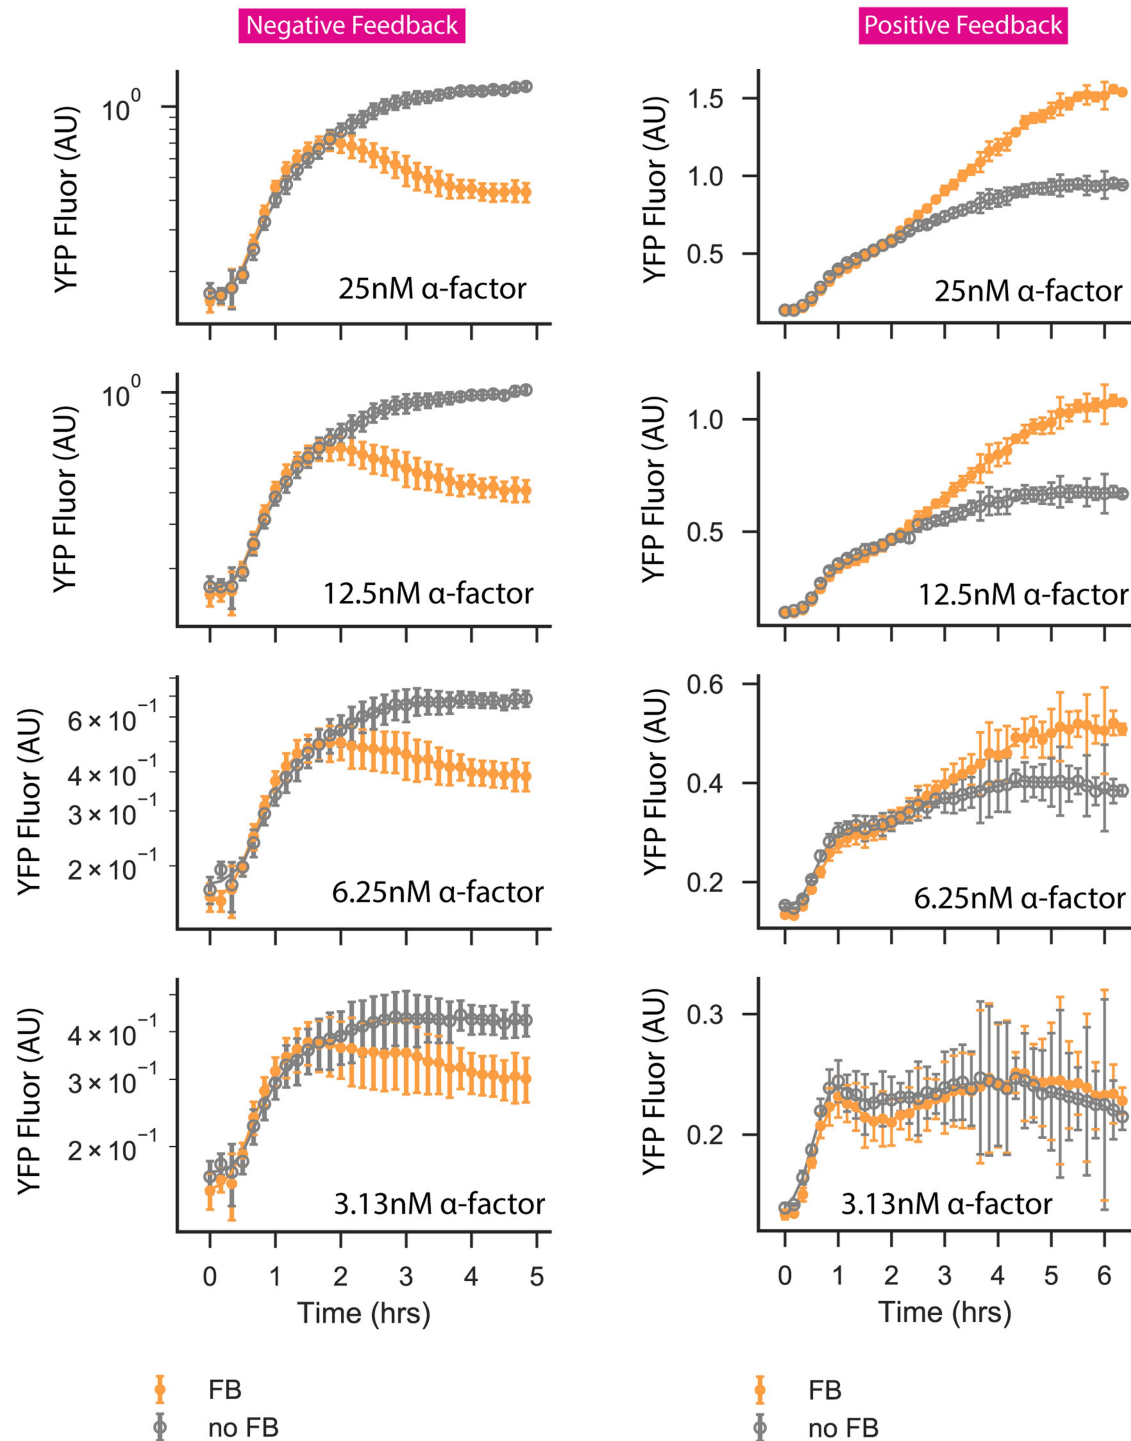 Negative Feedback
10⁰
YFP Fluor (AU)
25nM α-factor
10⁰
YFP Fluor (AU)
12.5nM α-factor
6 × 10⁻¹
4 × 10⁻¹
3 × 10⁻¹
2 × 10⁻¹
YFP Fluor (AU)
6.25nM α-factor
4 × 10⁻¹
3 × 10⁻¹
2 × 10⁻¹
YFP Fluor (AU)
3.13nM α-factor
0 1 2 3 4 5
Time (hrs)
FB
no FB
Positive Feedback
1.5
1.0
0.5
YFP Fluor (AU)
25nM α-factor
1.0
0.5
YFP Fluor (AU)
12.5nM α-factor
0.6
0.4
0.2
YFP Fluor (AU)
6.25nM α-factor
0.3
0.2
YFP Fluor (AU)
3.13nM α-factor
0 1 2 3 4 5 6
Time (hrs)
FB
no FB